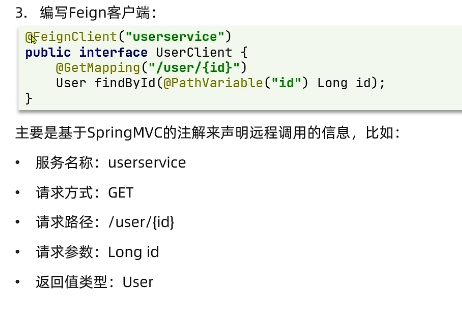 3. 编写Feign客户端：
@FeignClient("userservice")
public interface UserClient {
@GetMapping("/user/{id}")
User findById(@PathVariable("id") Long id);
}
主要是基于SpringMVC的注解来声明远程调用的信息，比如：
• 服务名称：userservice
• 请求方式：GET
• 请求路径：/user/{id}
• 请求参数：Long id
• 返回值类型：User